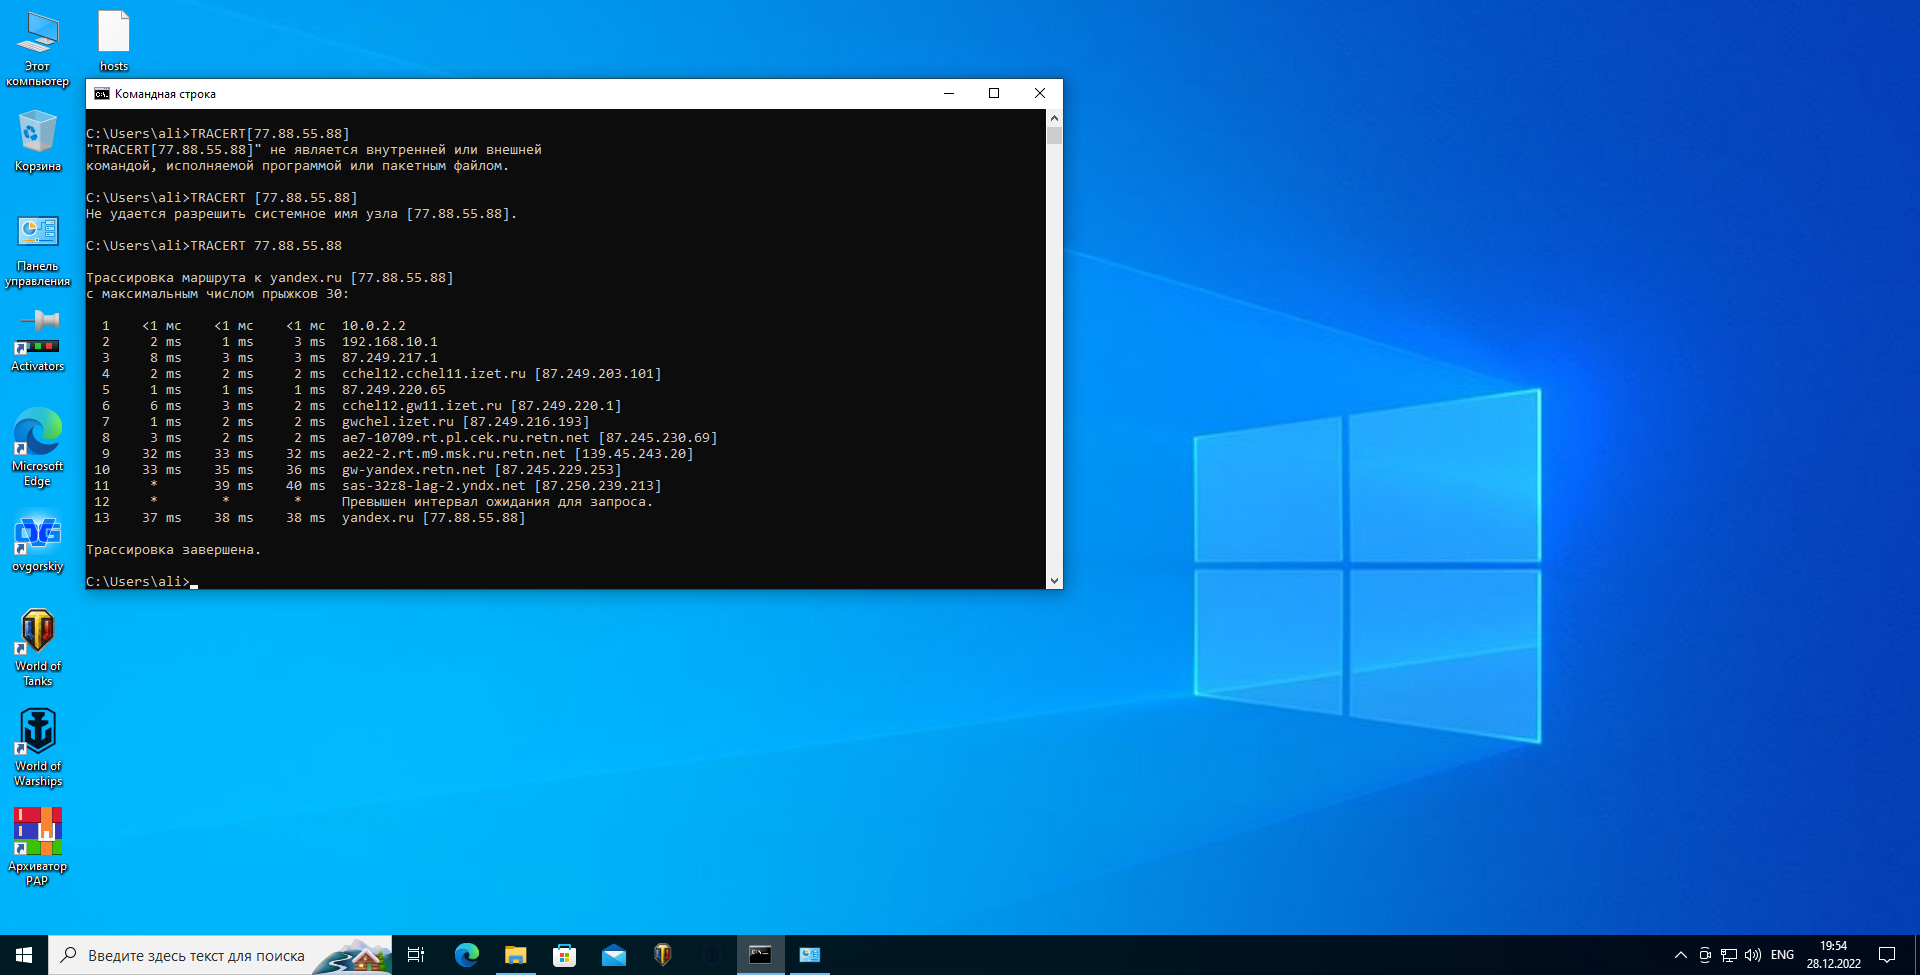 Этот
компьютер
hosts
Корзина
Панель
управления
Activators
Microsoft
Edge
ovgorskiy
World of
Tanks
World of
Warships
Архиватор
РАР
Командная строка
C:\Users\ali>TRACERT[77.88.55.88]
"TRACERT[77.88.55.88]" не является внутренней или внешней
командой, исполняемой программой или пакетным файлом.
C:\Users\ali>TRACERT [77.88.55.88]
Не удается разрешить системное имя узла [77.88.55.88].
C:\Users\ali>TRACERT 77.88.55.88
Трассировка маршрута к yandex.ru [77.88.55.88]
с максимальным числом прыжков 30:
1 <1 мс <1 мс <1 мс 10.0.2.2
2 2 ms 1 ms 3 ms 192.168.10.1
3 8 ms 3 ms 3 ms 87.249.217.1
4 2 ms 2 ms 2 ms cchel12.cchel11.izet.ru [87.249.203.101]
5 1 ms 1 ms 1 ms 87.249.220.65
6 6 ms 3 ms 2 ms cchel12.gw11.izet.ru [87.249.220.1]
7 1 ms 2 ms 2 ms gwchel.izet.ru [87.249.216.193]
8 3 ms 2 ms 2 ms ae7-10709.rt.pl.cek.ru.retn.net [87.245.230.69]
9 32 ms 33 ms 32 ms ae22-2.rt.m9.msk.ru.retn.net [139.45.243.20]
10 33 ms 35 ms 36 ms gw-yandex.retn.net [87.245.229.253]
11 * 39 ms 40 ms sas-32z8-lag-2.yndx.net [87.250.239.213]
12 * * * Превышен интервал ожидания для запроса.
13 37 ms 38 ms 38 ms yandex.ru [77.88.55.88]
Трассировка завершена.
C:\Users\ali>
Введите здесь текст для поиска
ENG
19:54
28.12.2022